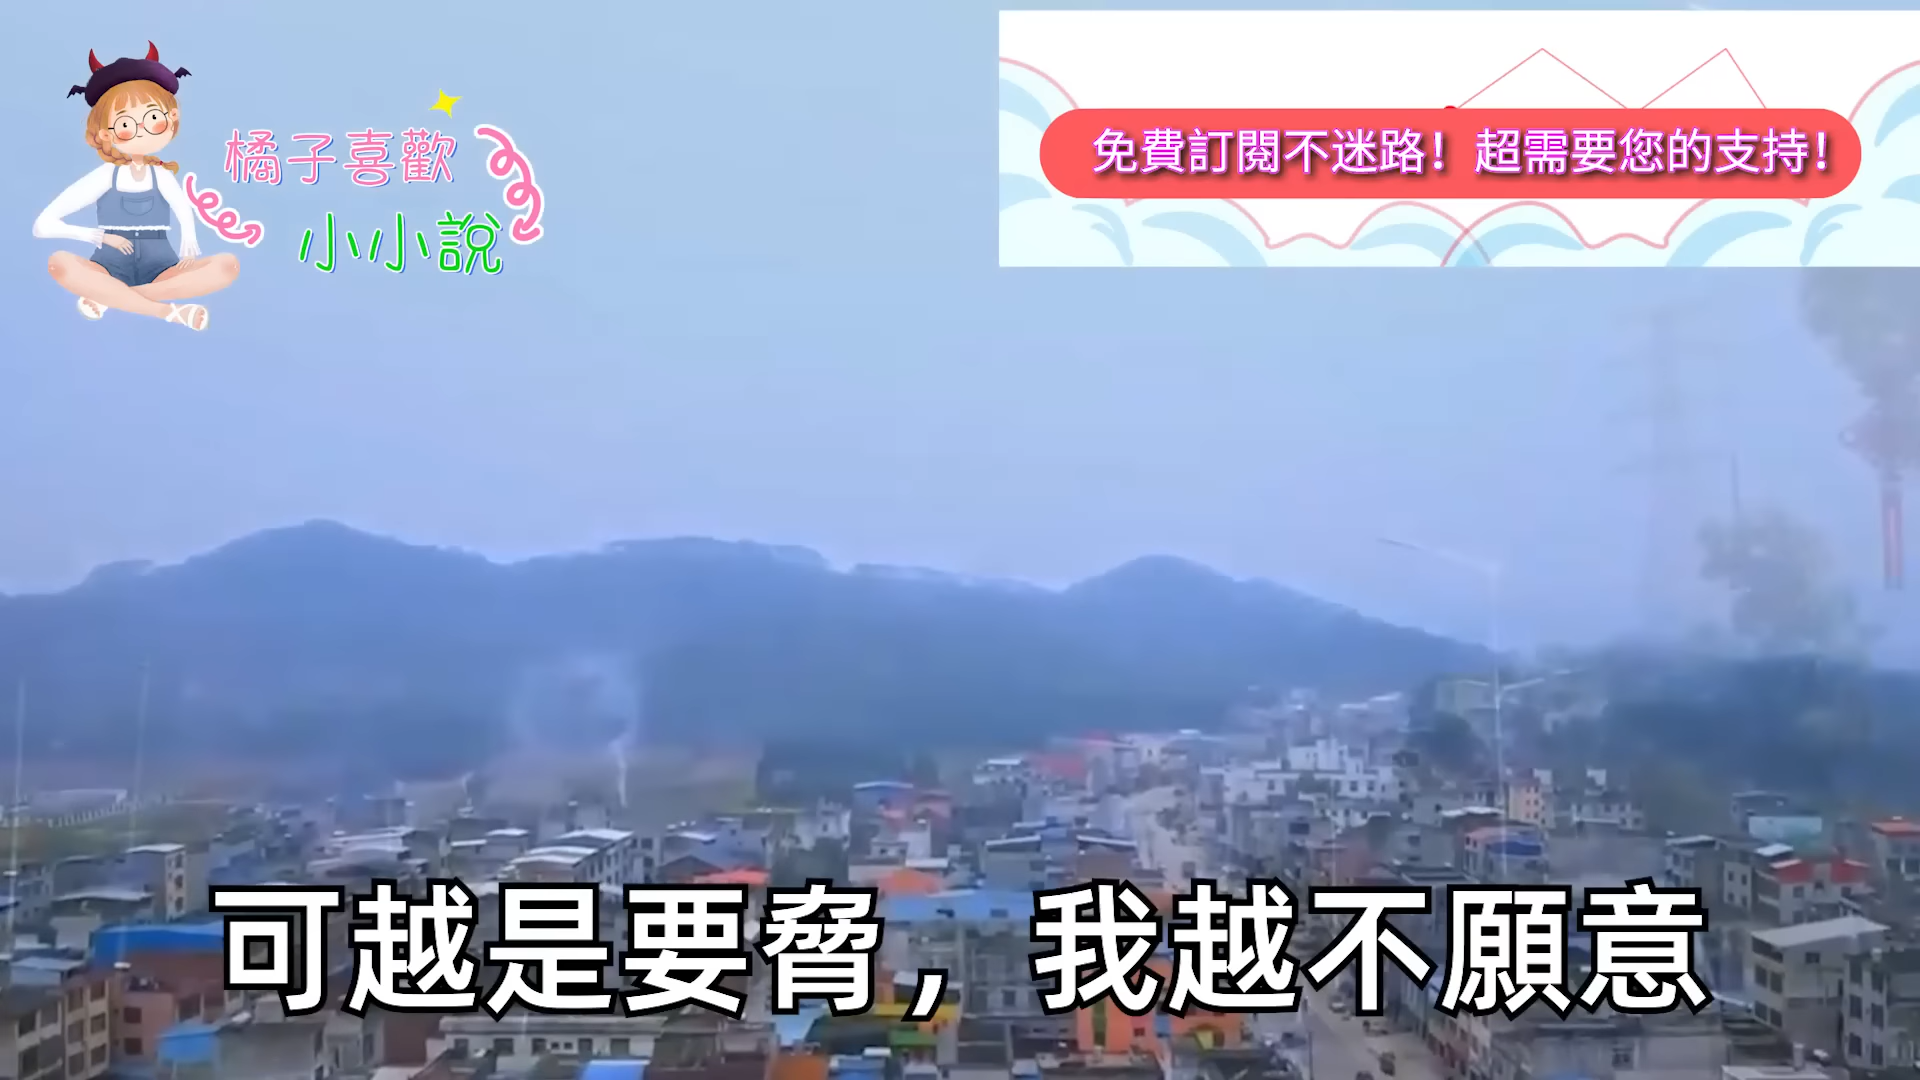 橘子喜歡
小小說
免費訂閱不迷路！超需要您的支持！
可越是要脅，我越不願意